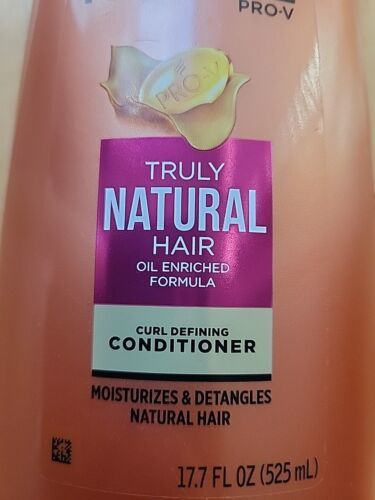 PRO-V
PRO-V
TRULY
NATURAL
HAIR
OIL ENRICHED
FORMULA
CURL DEFINING
CONDITIONER
MOISTURIZES & DETANGLES
NATURAL HAIR
17.7 FL OZ (525 mL)